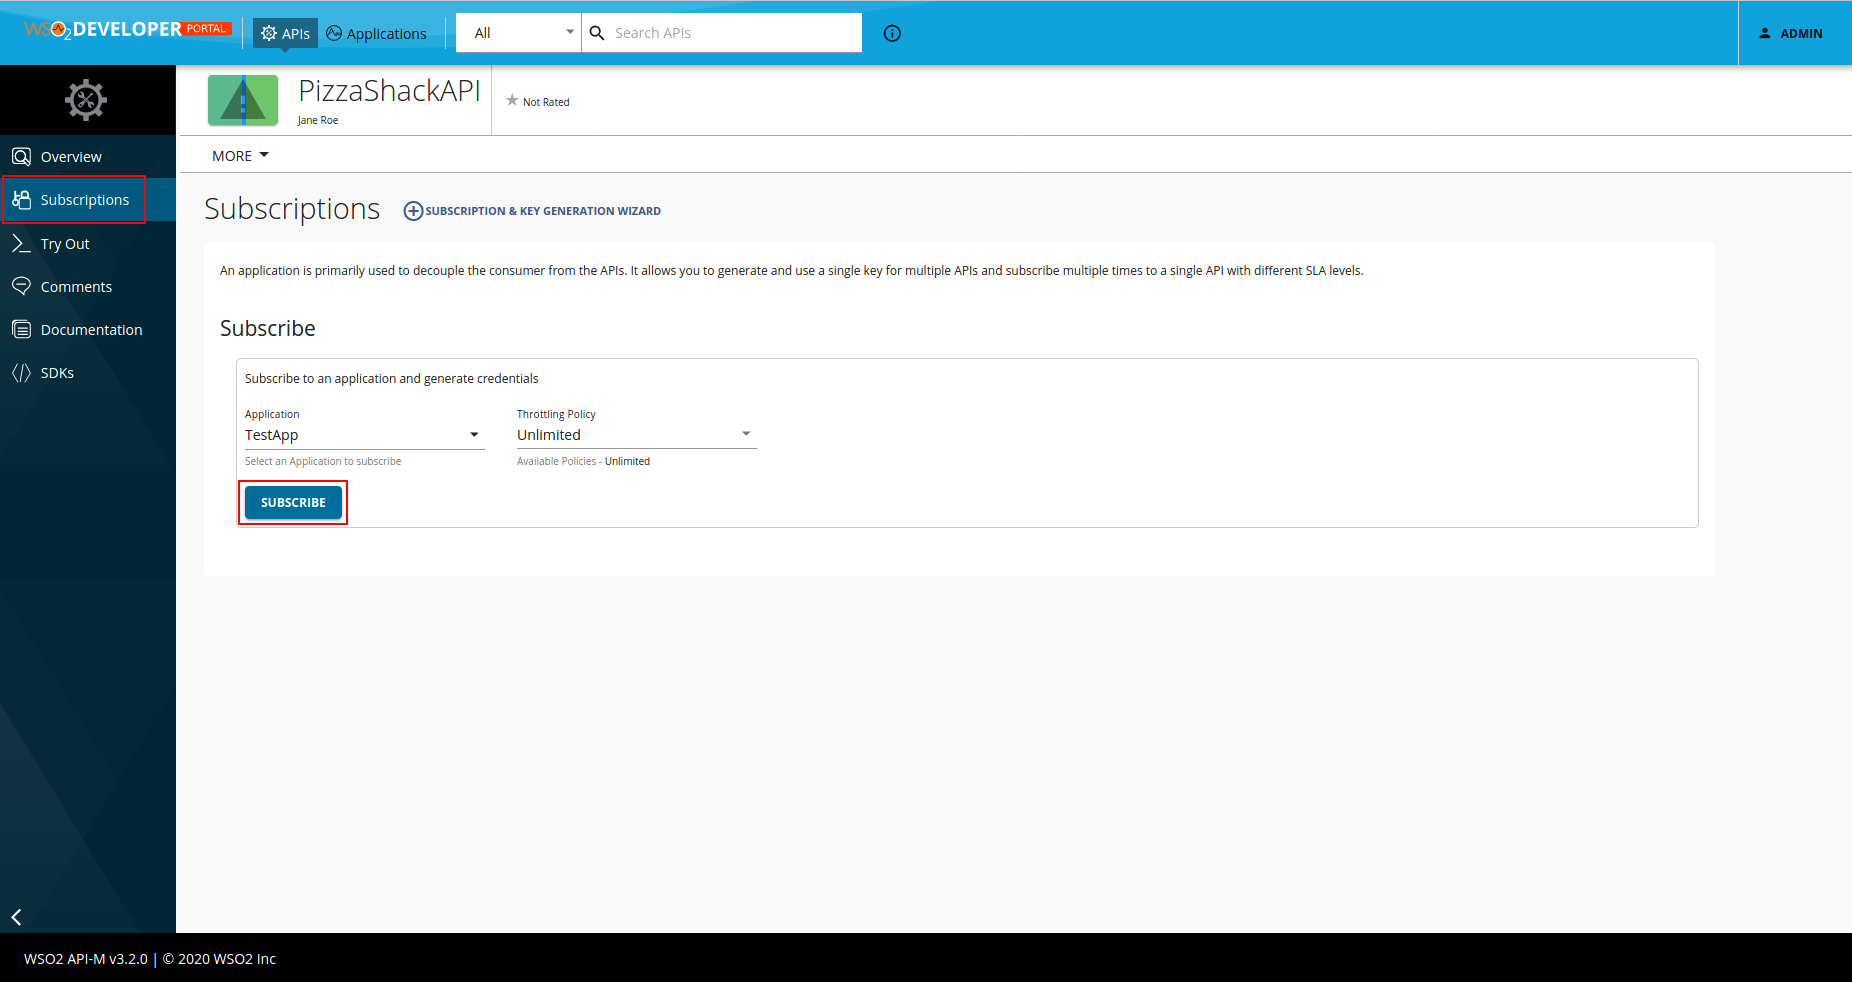 WSO2 DEVELOPER PORTAL
APIs
Applications
All
Search APIs
ADMIN
PizzaShackAPI
Jane Roe
Not Rated
MORE
Overview
Subscriptions
Try Out
Comments
Documentation
SDKs
Subscriptions
SUBSCRIPTION & KEY GENERATION WIZARD
An application is primarily used to decouple the consumer from the APIs. It allows you to generate and use a single key for multiple APIs and subscribe multiple times to a single API with different SLA levels.
Subscribe
Subscribe to an application and generate credentials
Application
TestApp
Select an Application to subscribe
Throttling Policy
Unlimited
Available Policies - Unlimited
SUBSCRIBE
WSO2 API-M v3.2.0 | © 2020 WSO2 Inc